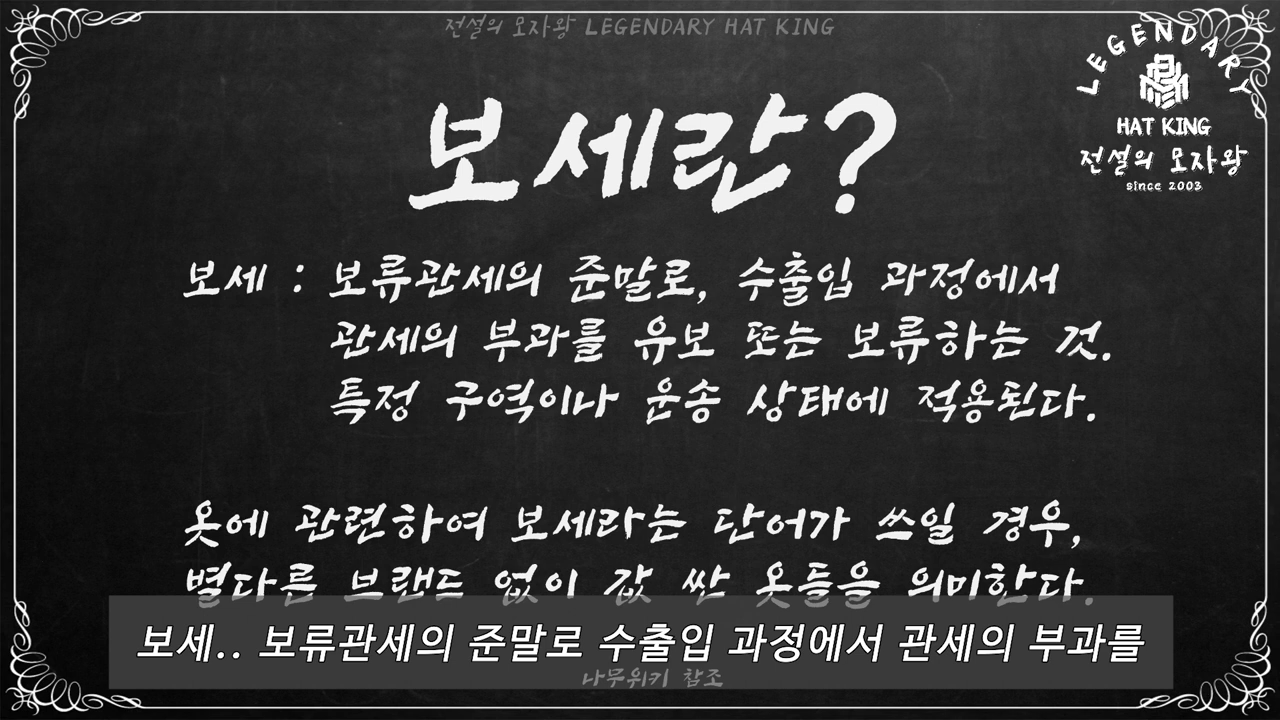 전설의 모자왕 LEGENDARY HAT KING
LEGENDARY
HAT KING
전설의 모자왕
since 2003
보세란?
보세 : 보류관세의 준말로, 수출입 과정에서
관세의 부과를 유보 또는 보류하는 것.
특정 구역이나 운송 상태에 적용된다.
옷에 관련하여 보세라는 단어가 쓰일 경우,
별다른 브랜드 없이 값 싼 옷들을 의미한다.
보세.. 보류관세의 준말로 수출입 과정에서 관세의 부과를
나무위키 참조